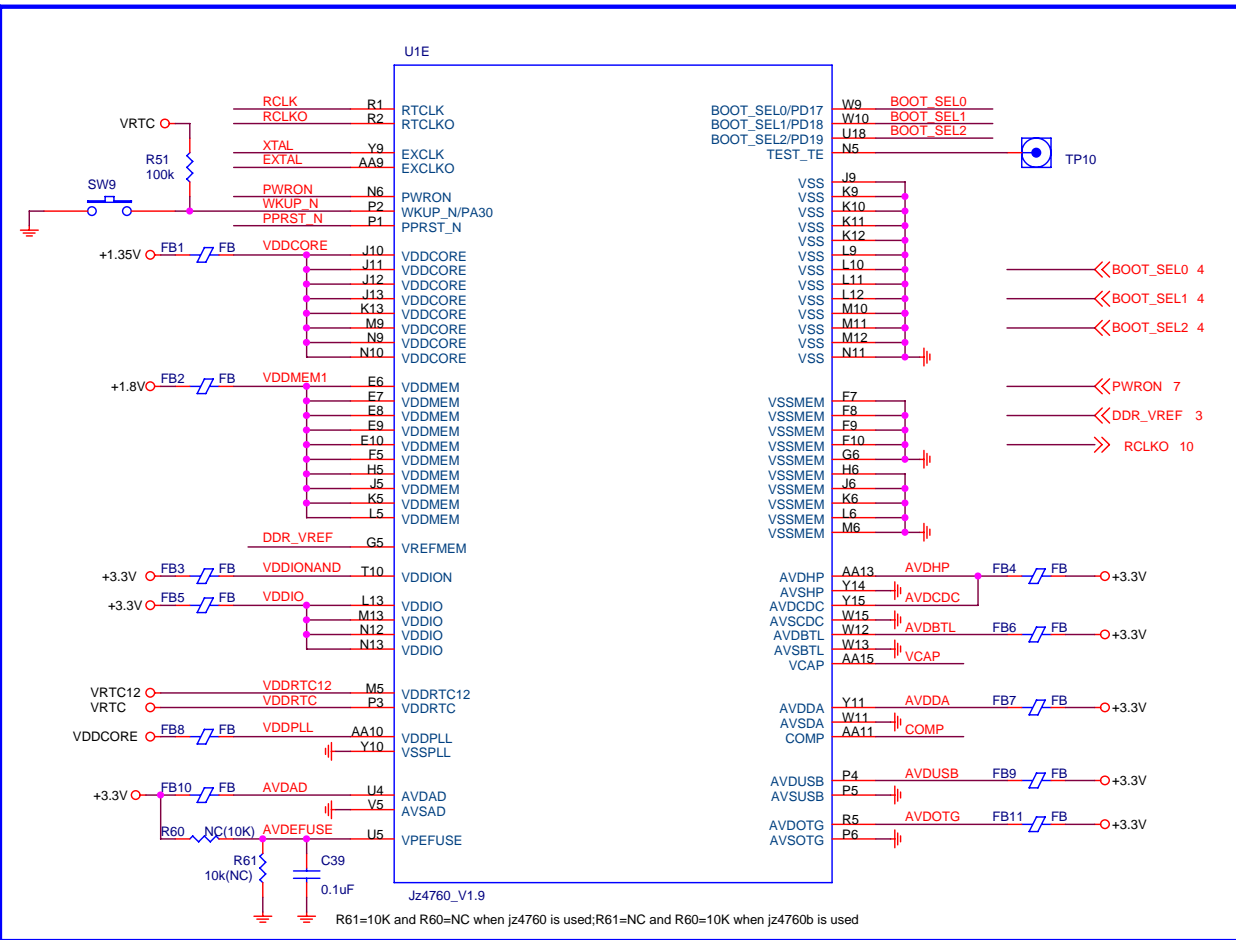 U1E
RCLK R1 RTCLK
RCLKO R2 RTCLKO
XTAL Y9 EXCLK
EXTAL AA9 EXCLKO
VRTC
R51
100k
SW9
PWRON N6 PWRON
WKUP_N P2 WKUP_N/PA30
PPRST_N P1 PPRST_N
+1.35V FB1 FB VDDCORE J10 VDDCORE
J11 VDDCORE
J12 VDDCORE
J13 VDDCORE
K13 VDDCORE
M9 VDDCORE
N9 VDDCORE
N10 VDDCORE
+1.8V FB2 FB VDDMEM1 E6 VDDMEM
E7 VDDMEM
E8 VDDMEM
E9 VDDMEM
E10 VDDMEM
F5 VDDMEM
H5 VDDMEM
J5 VDDMEM
K5 VDDMEM
L5 VDDMEM
DDR_VREF G5 VREFMEM
+3.3V FB3 FB VDDIONAND T10 VDDION
+3.3V FB5 FB VDDIO L13 VDDIO
M13 VDDIO
N12 VDDIO
N13 VDDIO
VRTC12 VDDRTC12 M5 VDDRTC12
VRTC VDDRTC P3 VDDRTC
VDDCORE FB8 FB VDDPLL AA10 VDDPLL
Y10 VSSPLL
+3.3V FB10 FB AVDAD U4 AVDAD
V5 AVSAD
R60 NC(10K) AVDEFUSE U5 VPEFUSE
R61
10k(NC)
C39
0.1uF
BOOT_SEL0/PD17 W9 BOOT_SEL0
BOOT_SEL1/PD18 W10 BOOT_SEL1
BOOT_SEL2/PD19 U18 BOOT_SEL2
TEST_TE N5 TP10
VSS J9
VSS K9
VSS K10
VSS K11
VSS K12
VSS L9
VSS L10
VSS L11
VSS L12
VSS M10
VSS M11
VSS M12
VSS N11
VSSMEM F7
VSSMEM F8
VSSMEM F9
VSSMEM F10
VSSMEM G6
VSSMEM H6
VSSMEM J6
VSSMEM K6
VSSMEM L6
VSSMEM M6
AVDHP AA13 AVDHP FB4 FB +3.3V
AVSHP Y14
AVDCDC Y15 AVDCDC
AVSCDC W15
AVDBTL W12 AVDBTL FB6 FB +3.3V
AVSBTL W13
VCAP AA15 VCAP
AVDDA Y11 AVDDA FB7 FB +3.3V
AVSDA W11
COMP AA11 COMP
AVDUSB P4 AVDUSB FB9 FB +3.3V
AVSUSB P5
AVDOTG R5 AVDOTG FB11 FB +3.3V
AVSOTG P6
BOOT_SEL0 4
BOOT_SEL1 4
BOOT_SEL2 4
PWRON 7
DDR_VREF 3
RCLKO 10
Jz4760_V1.9
R61=10K and R60=NC when jz4760 is used;R61=NC and R60=10K when jz4760b is used